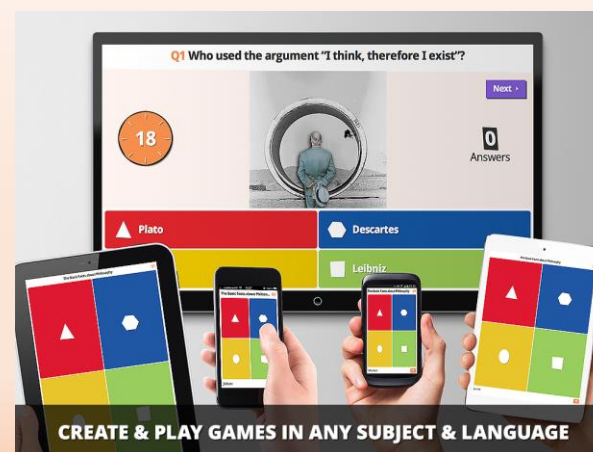 Q1 Who used the argument "I think, therefore I exist"?
Next ›
18
0
Answers
Plato
Descartes
Leibniz
CREATE & PLAY GAMES IN ANY SUBJECT & LANGUAGE